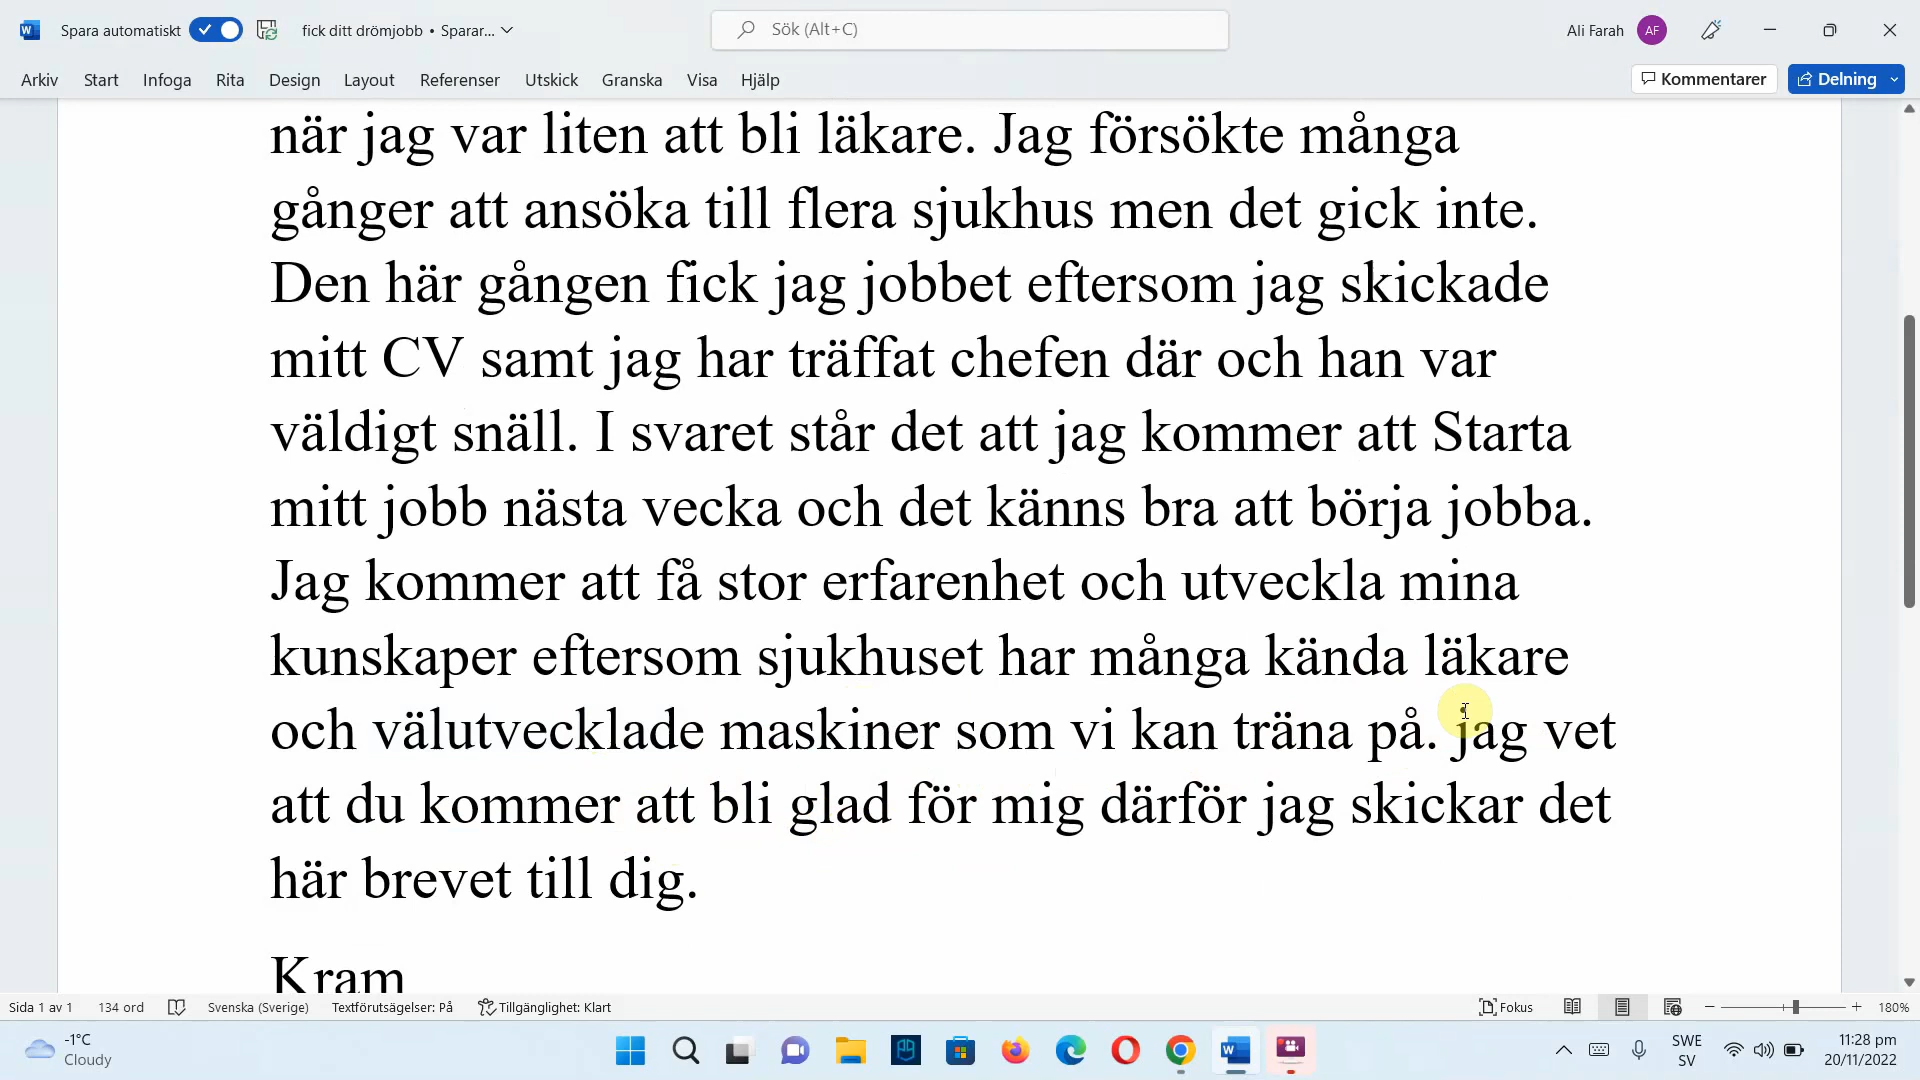 Spara automatiskt fick ditt drömjobb • Sparar... Sök (Alt+C) Ali Farah AF
Arkiv Start Infoga Rita Design Layout Referenser Utskick Granska Visa Hjälp Kommentarer Delning
när jag var liten att bli läkare. Jag försökte många
gånger att ansöka till flera sjukhus men det gick inte.
Den här gången fick jag jobbet eftersom jag skickade
mitt CV samt jag har träffat chefen där och han var
väldigt snäll. I svaret står det att jag kommer att Starta
mitt jobb nästa vecka och det känns bra att börja jobba.
Jag kommer att få stor erfarenhet och utveckla mina
kunskaper eftersom sjukhuset har många kända läkare
och välutvecklade maskiner som vi kan träna på. jag vet
att du kommer att bli glad för mig därför jag skickar det
här brevet till dig.
Kram
Sida 1 av 1 134 ord Svenska (Sverige) Textförutsägelser: På Tillgänglighet: Klart Fokus 180%
-1°C
Cloudy
SWE
SV
11:28 pm
20/11/2022